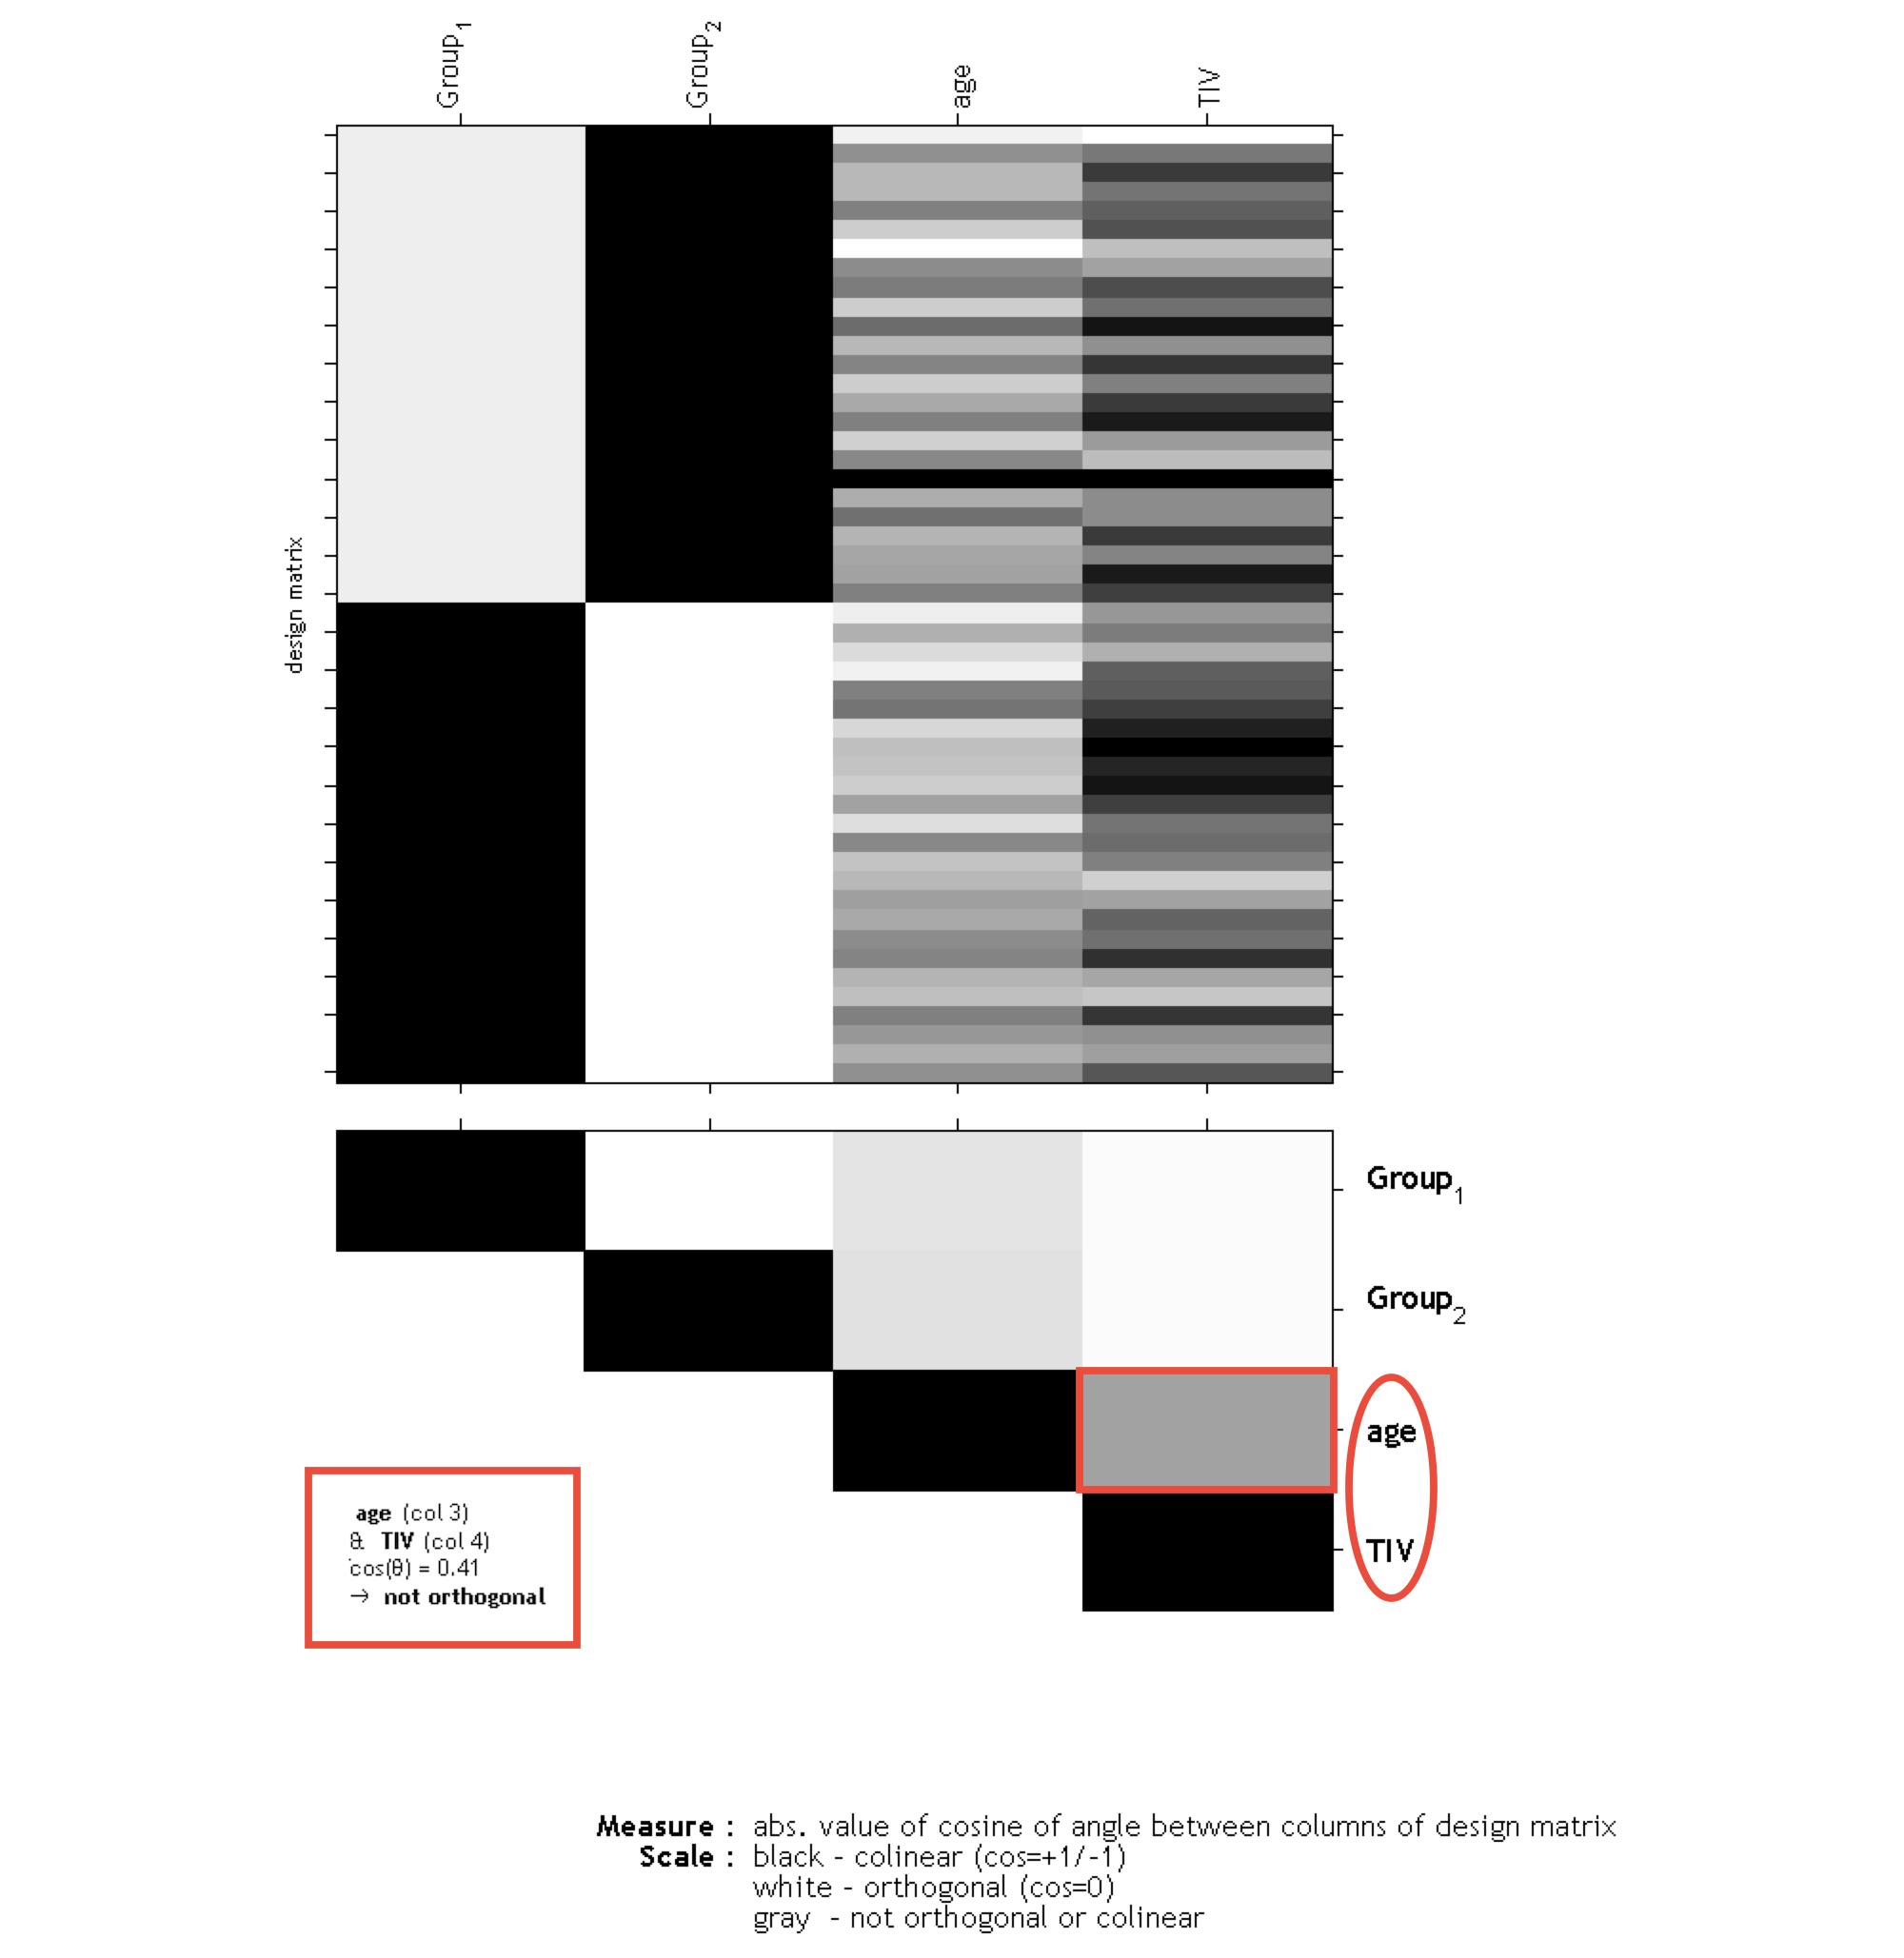 Group1
Group2
age
TIV
design matrix
Group1
Group2
age
TIV
age (col 3)
& TIV (col 4)
cos(θ) = 0.41
→ not orthogonal
Measure : abs. value of cosine of angle between columns of design matrix
Scale : black - colinear (cos=+1/-1)
white - orthogonal (cos=0)
gray - not orthogonal or colinear